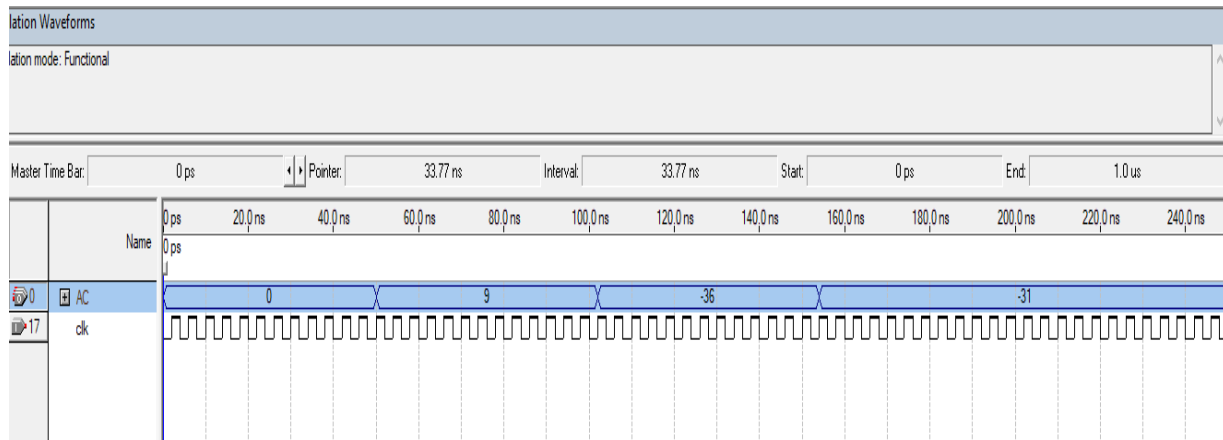 lation Waveforms
lation mode: Functional
Master Time Bar: 0 ps Pointer: 33.77 ns Interval: 33.77 ns Start: 0 ps End: 1.0 us
Name 0 ps 20.0 ns 40.0 ns 60.0 ns 80.0 ns 100.0 ns 120.0 ns 140.0 ns 160.0 ns 180.0 ns 200.0 ns 220.0 ns 240.0 ns
0 ps
0 AC 0 9 -36 -31
17 clk